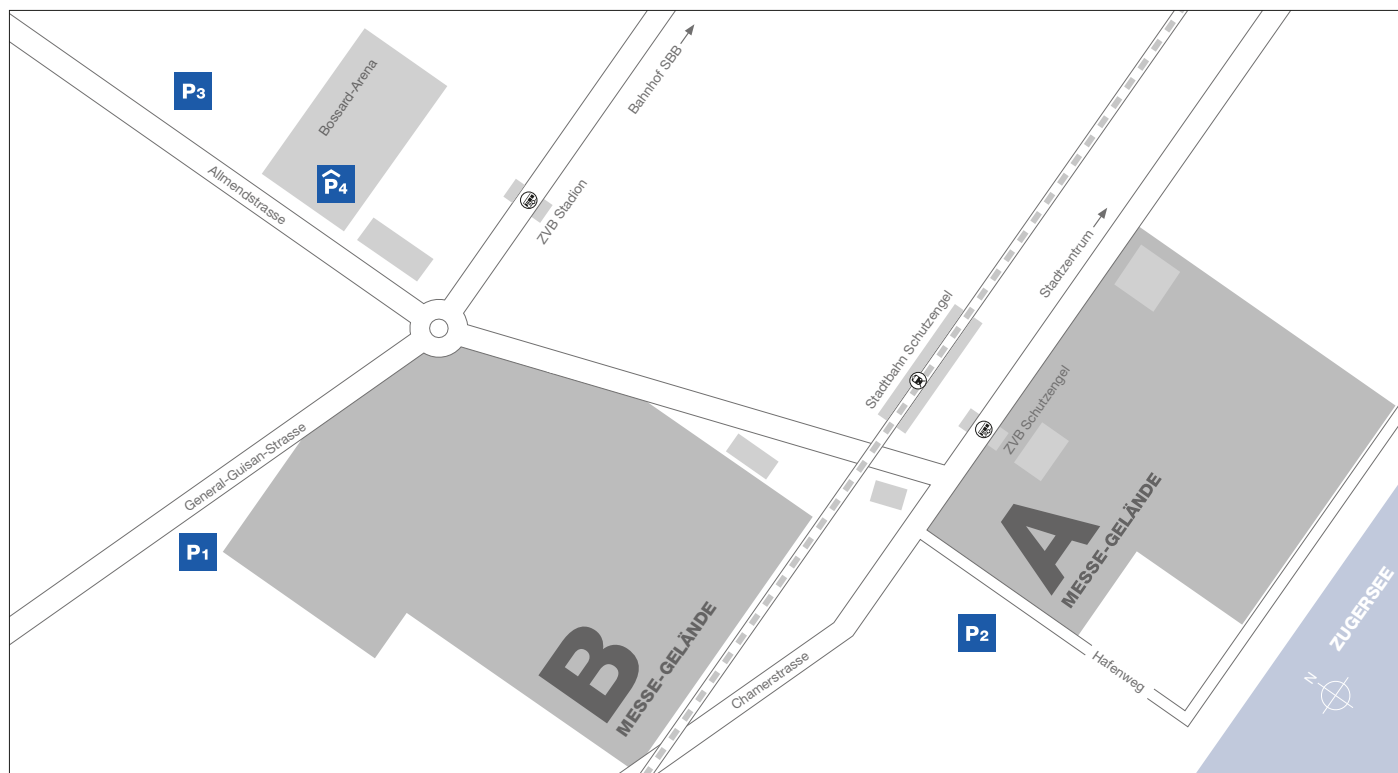 P3
Bossard-Arena
P4
Bahnhof SBB
Allmendstrasse
ZVB Stadion
Stadtzentrum
Stadtbahn Schutzengel
ZVB Schutzengel
General-Guisan-Strasse
P1
A
MESSE-GELÄNDE
B
MESSE-GELÄNDE
P2
Chamerstrasse
Hafenweg
ZUGERSEE
N